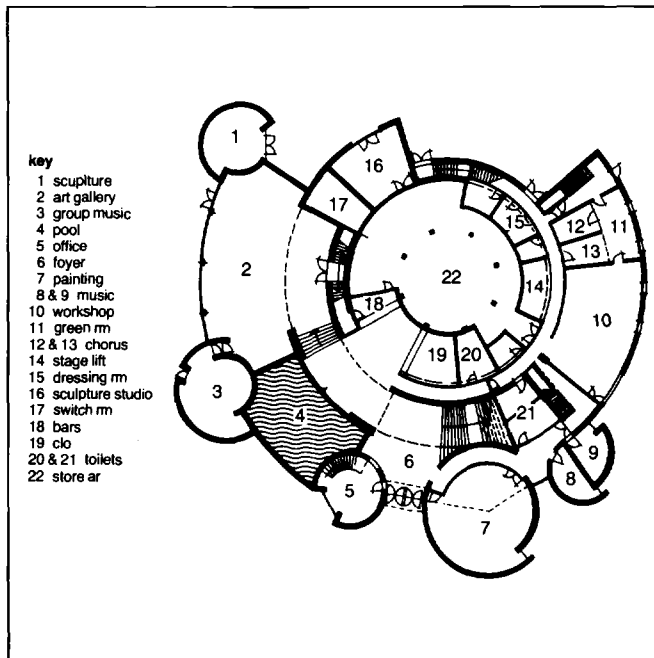 key
1 scuplture
2 art gallery
3 group music
4 pool
5 office
6 foyer
7 painting
8 & 9 music
10 workshop
11 green rm
12 & 13 chorus
14 stage lift
15 dressing rm
16 sculpture studio
17 switch rm
18 bars
19 clo
20 & 21 toilets
22 store ar
1
16
17
15
12
11
13
2
22
14
18
10
19
20
3
4
21
6
9
8
5
7